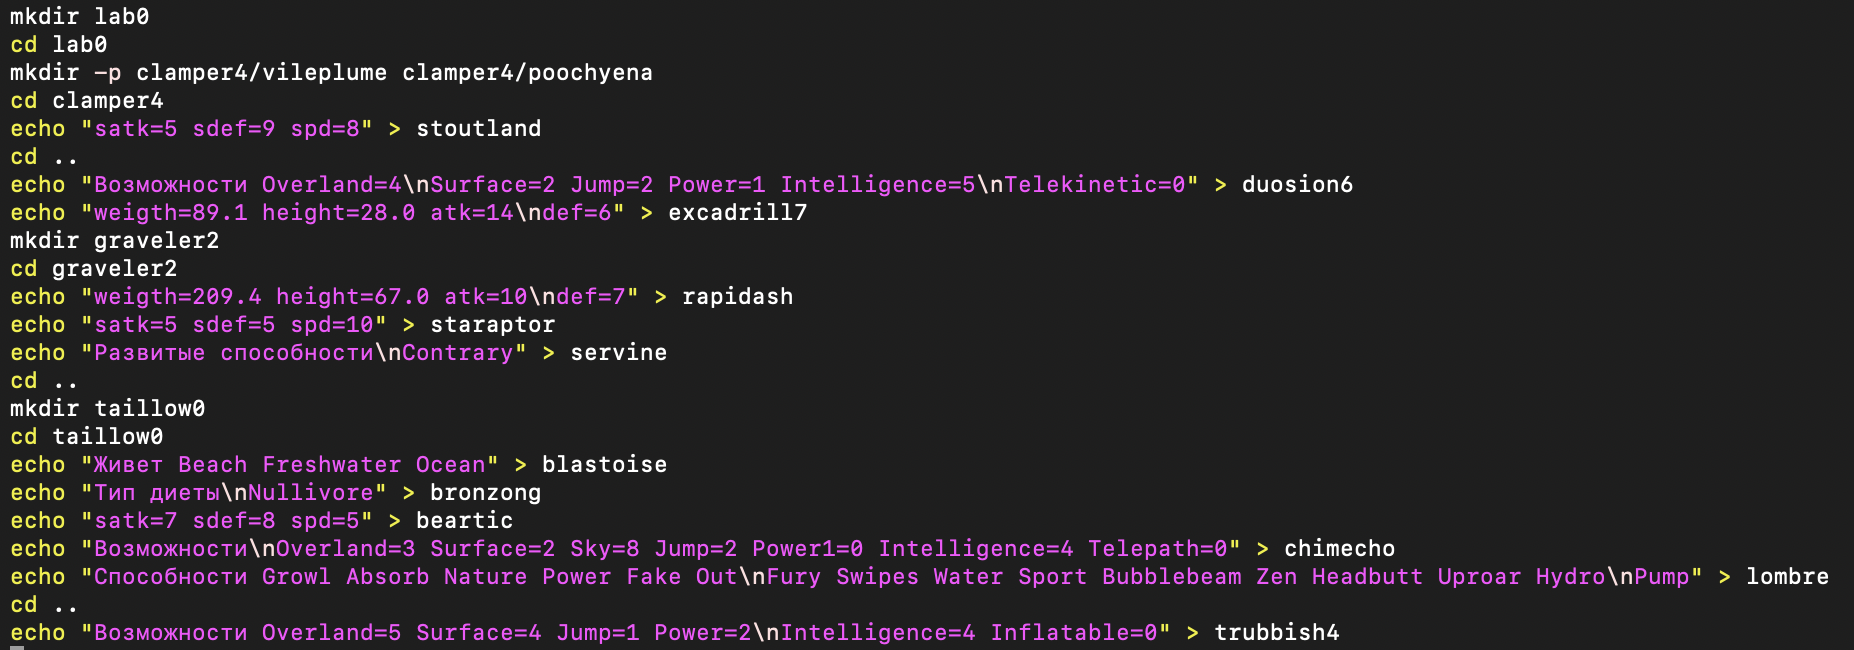 mkdir lab0
cd lab0
mkdir -p clamper4/vileplume clamper4/poochyena
cd clamper4
echo "satk=5 sdef=9 spd=8" > stoutland
cd ..
echo "Возможности Overland=4\nSurface=2 Jump=2 Power=1 Intelligence=5\nTelekinetic=0" > duosion6
echo "weigth=89.1 height=28.0 atk=14\ndef=6" > excadrill7
mkdir graveler2
cd graveler2
echo "weigth=209.4 height=67.0 atk=10\ndef=7" > rapidash
echo "satk=5 sdef=5 spd=10" > staraptor
echo "Развитые способности\nContrary" > servine
cd ..
mkdir taillow0
cd taillow0
echo "Живет Beach Freshwater Ocean" > blastoise
echo "Тип диеты\nNullivore" > bronzong
echo "satk=7 sdef=8 spd=5" > beartic
echo "Возможности\nOverland=3 Surface=2 Sky=8 Jump=2 Power1=0 Intelligence=4 Telepath=0" > chimecho
echo "Способности Growl Absorb Nature Power Fake Out\nFury Swipes Water Sport Bubblebeam Zen Headbutt Uproar Hydro\nPump" > lombre
cd ..
echo "Возможности Overland=5 Surface=4 Jump=1 Power=2\nIntelligence=4 Inflatable=0" > trubbish4